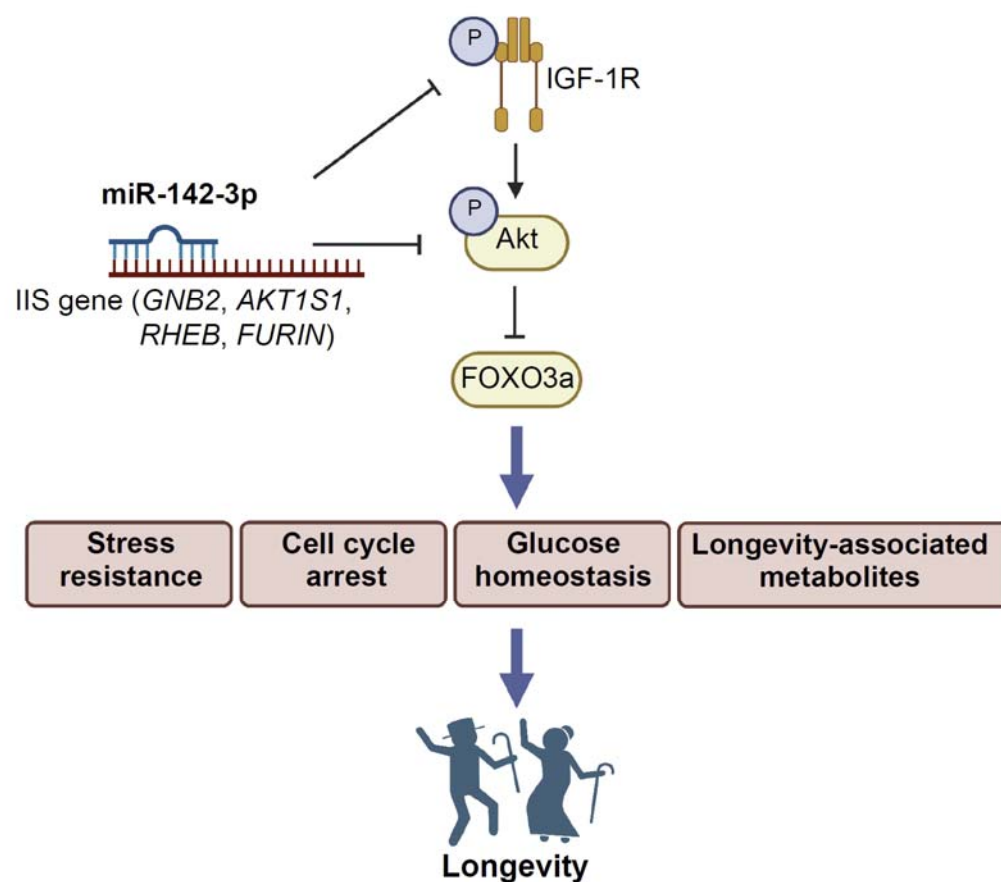 P
IGF-1R
miR-142-3p
P
Akt
IIS gene (GNB2, AKT1S1,
RHEB, FURIN)
FOXO3a
Stress
resistance
Cell cycle
arrest
Glucose
homeostasis
Longevity-associated
metabolites
Longevity